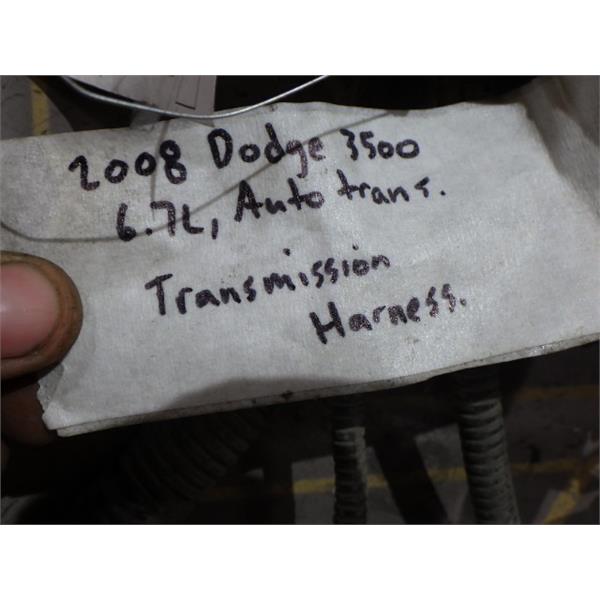 2008 Dodge 3500
6.7L, Auto trans.
Transmission
Harness.